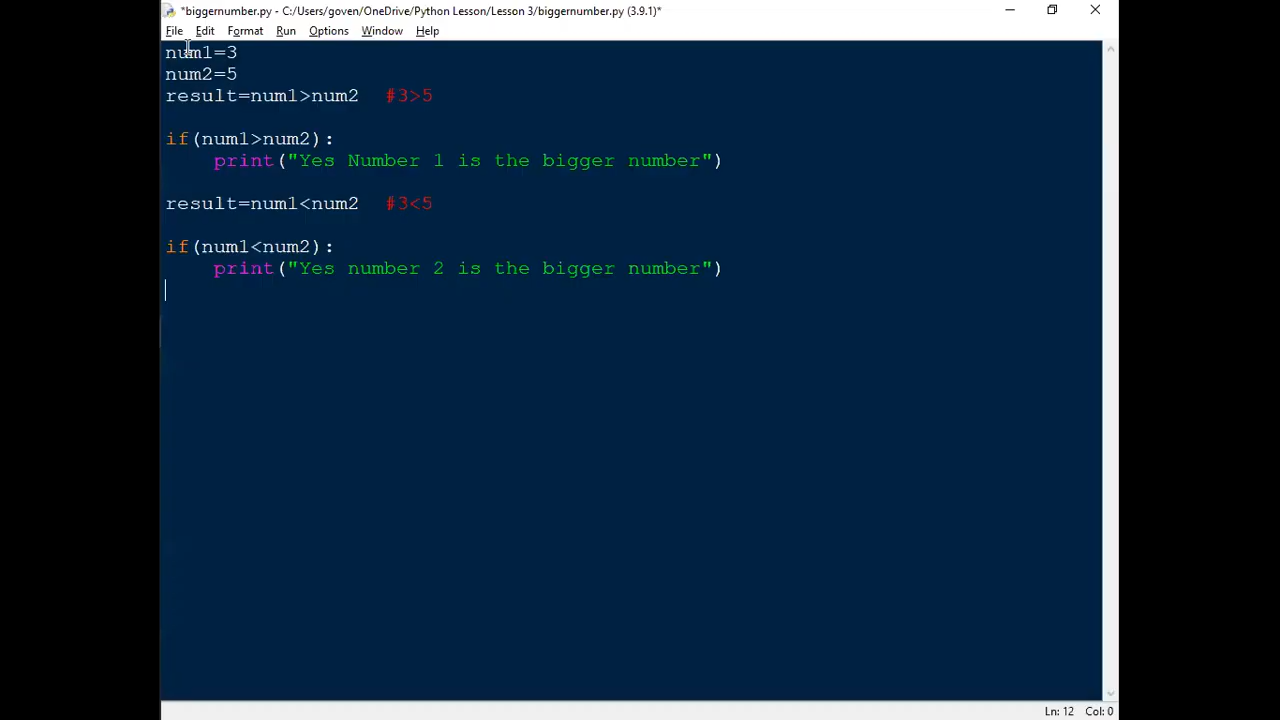 *biggernumber.py - C:/Users/goven/OneDrive/Python Lesson/Lesson 3/biggernumber.py (3.9.1)*
File Edit Format Run Options Window Help
num1=3
num2=5
result=num1>num2  #3>5
if(num1>num2):
    print("Yes Number 1 is the bigger number")
result=num1<num2  #3<5
if(num1<num2):
    print("Yes number 2 is the bigger number")
Ln: 12 Col: 0